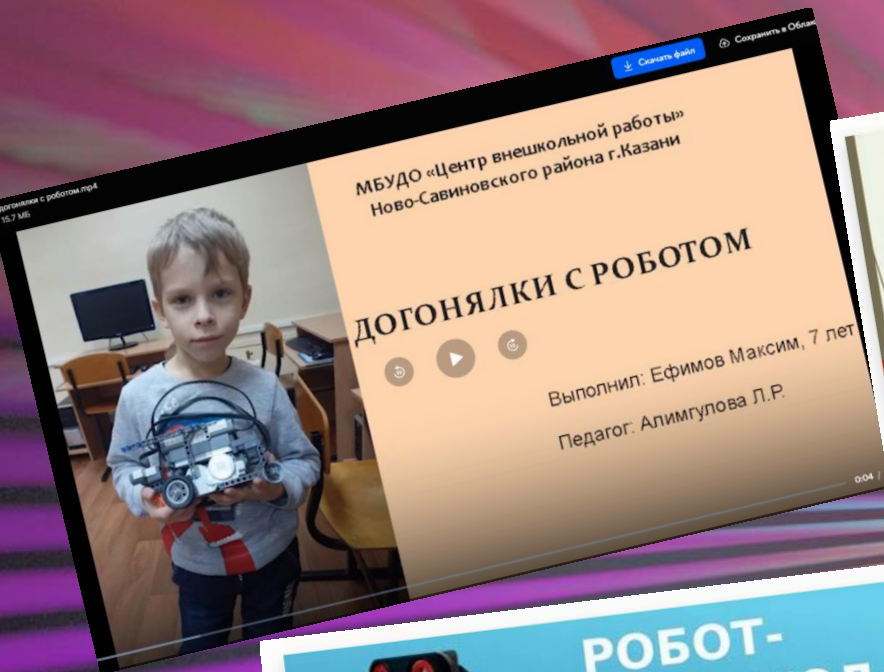 Скачать файл
Сохранить в Облак
догонялки с роботом.mp4
15.7 МБ
МБУДО «Центр внешкольной работы»
Ново-Савиновского района г.Казани
ДОГОНЯЛКИ С РОБОТОМ
Выполнил: Ефимов Максим, 7 лет
Педагог: Алимгулова Л.Р.
0:04 /
РОБОТ-